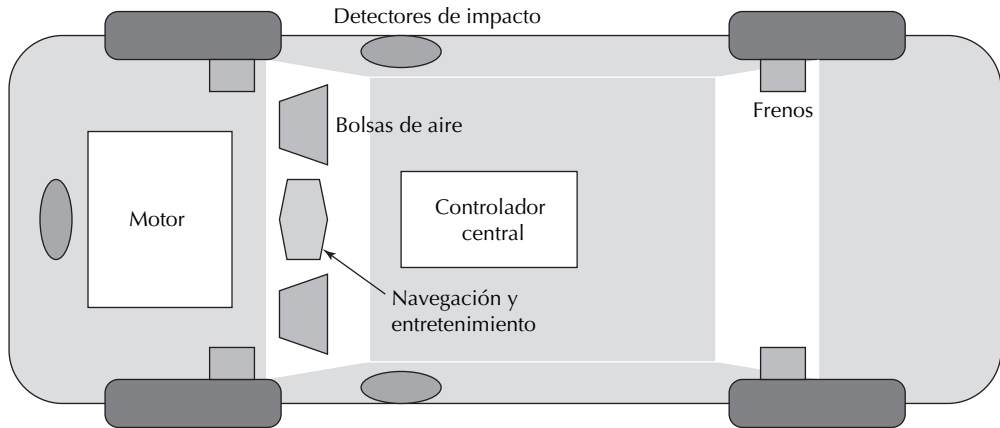 Detectores de impacto
Frenos
Bolsas de aire
Motor
Controlador
central
Navegación y
entretenimiento